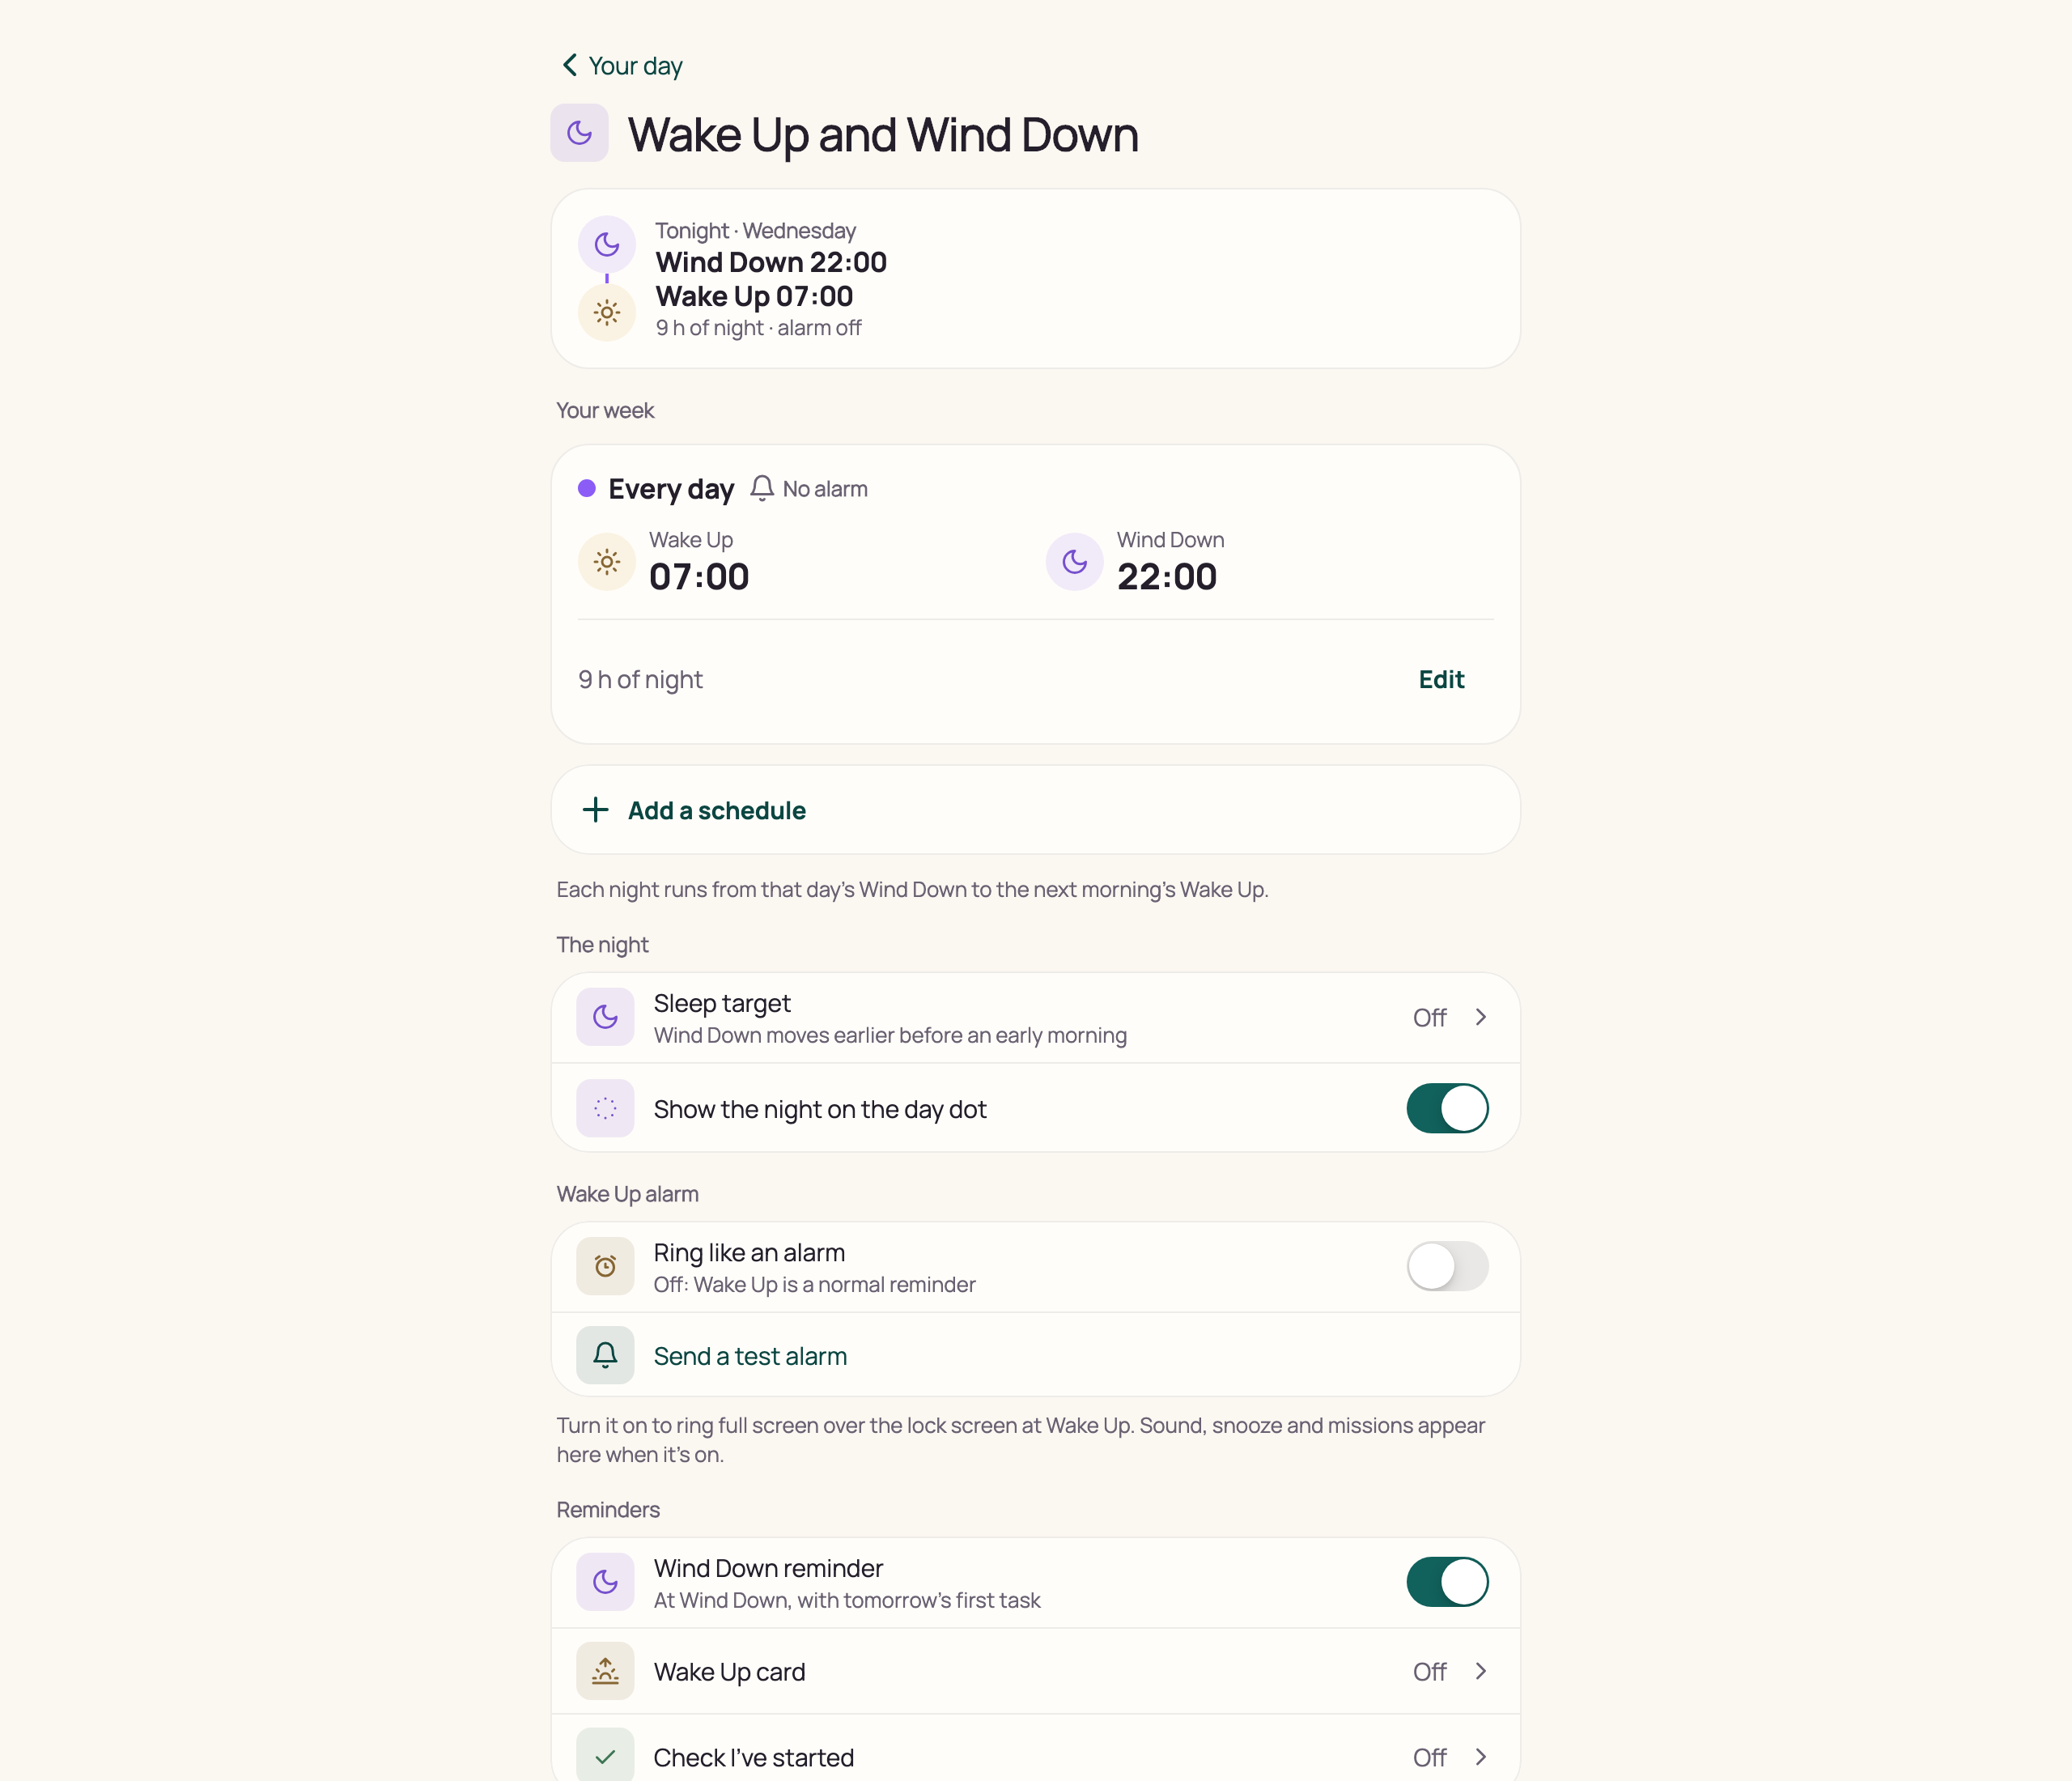 Your day
Wake Up and Wind Down
Tonight · Wednesday
Wind Down 22:00
Wake Up 07:00
9 h of night · alarm off
Your week
Every day No alarm
Wake Up
07:00
Wind Down
22:00
9 h of night
Edit
Add a schedule
Each night runs from that day’s Wind Down to the next morning’s Wake Up.
The night
Sleep target
Wind Down moves earlier before an early morning
Off
Show the night on the day dot
Wake Up alarm
Ring like an alarm
Off: Wake Up is a normal reminder
Send a test alarm
Turn it on to ring full screen over the lock screen at Wake Up. Sound, snooze and missions appear
here when it’s on.
Reminders
Wind Down reminder
At Wind Down, with tomorrow’s first task
Wake Up card
Off
Check I’ve started
Off